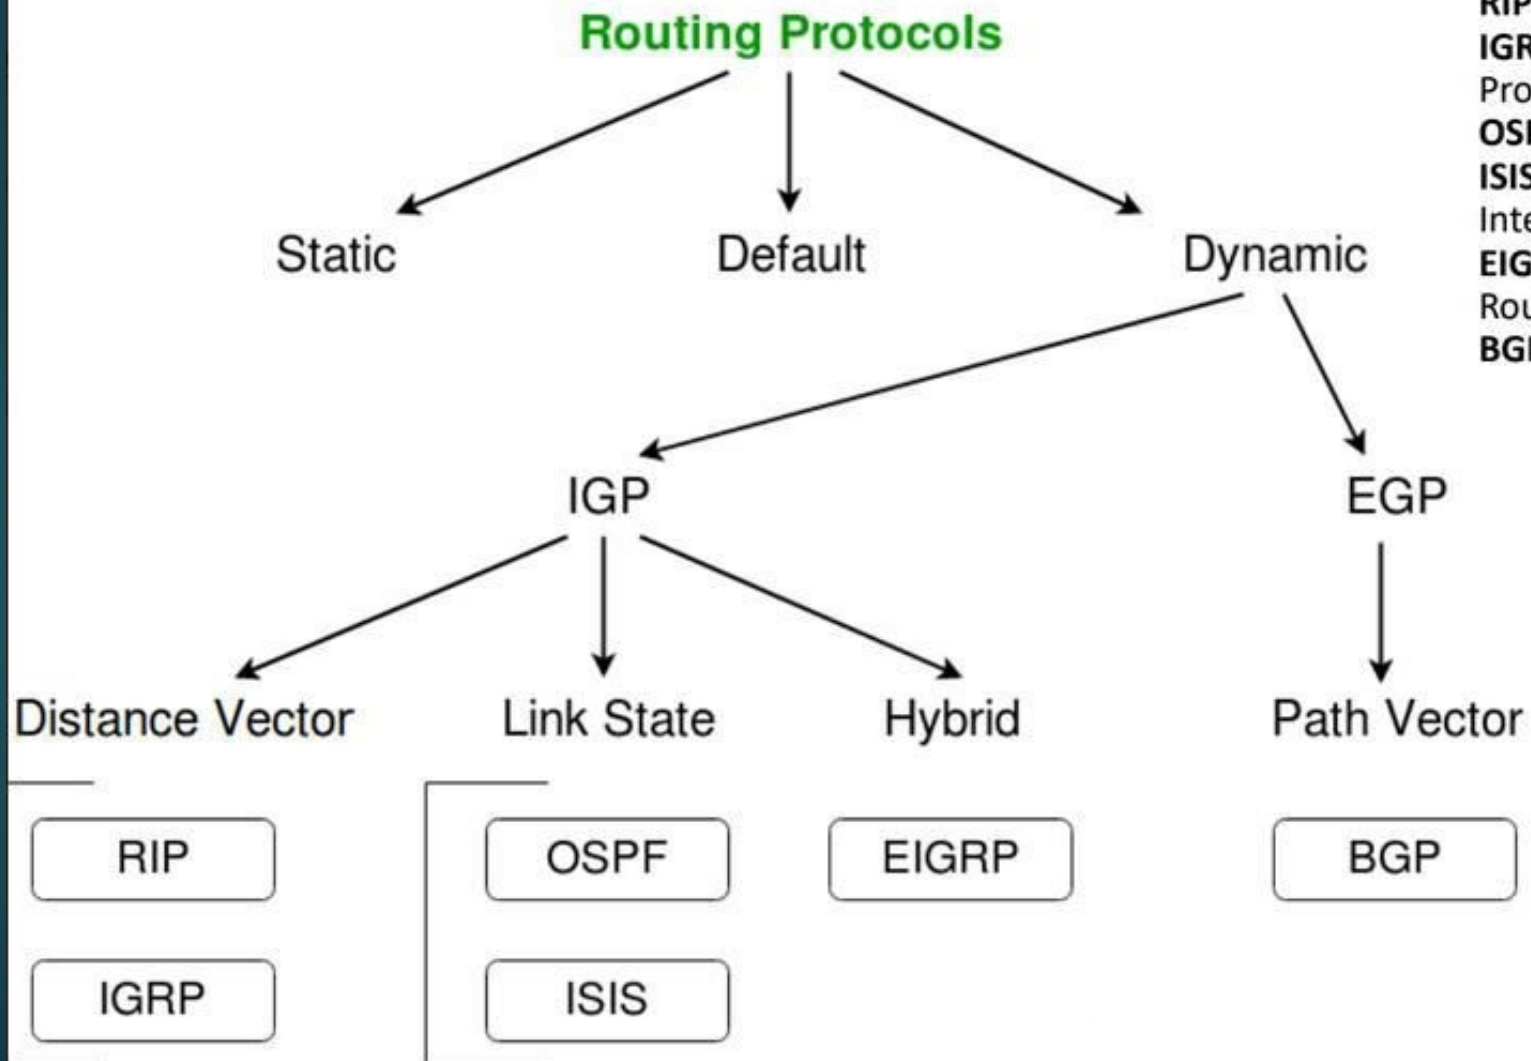 Routing Protocols
Static
Default
Dynamic
IGP
EGP
Distance Vector
Link State
Hybrid
Path Vector
RIP
OSPF
EIGRP
BGP
IGRP
ISIS